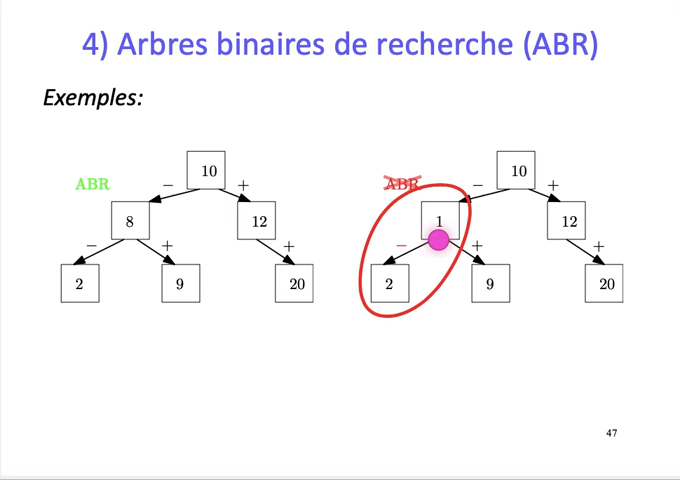 4) Arbres binaires de recherche (ABR)
Exemples:
ABR
10
− +
8 12
− + +
2 9 20
ABR
10
− +
1 12
− + +
2 9 20
47